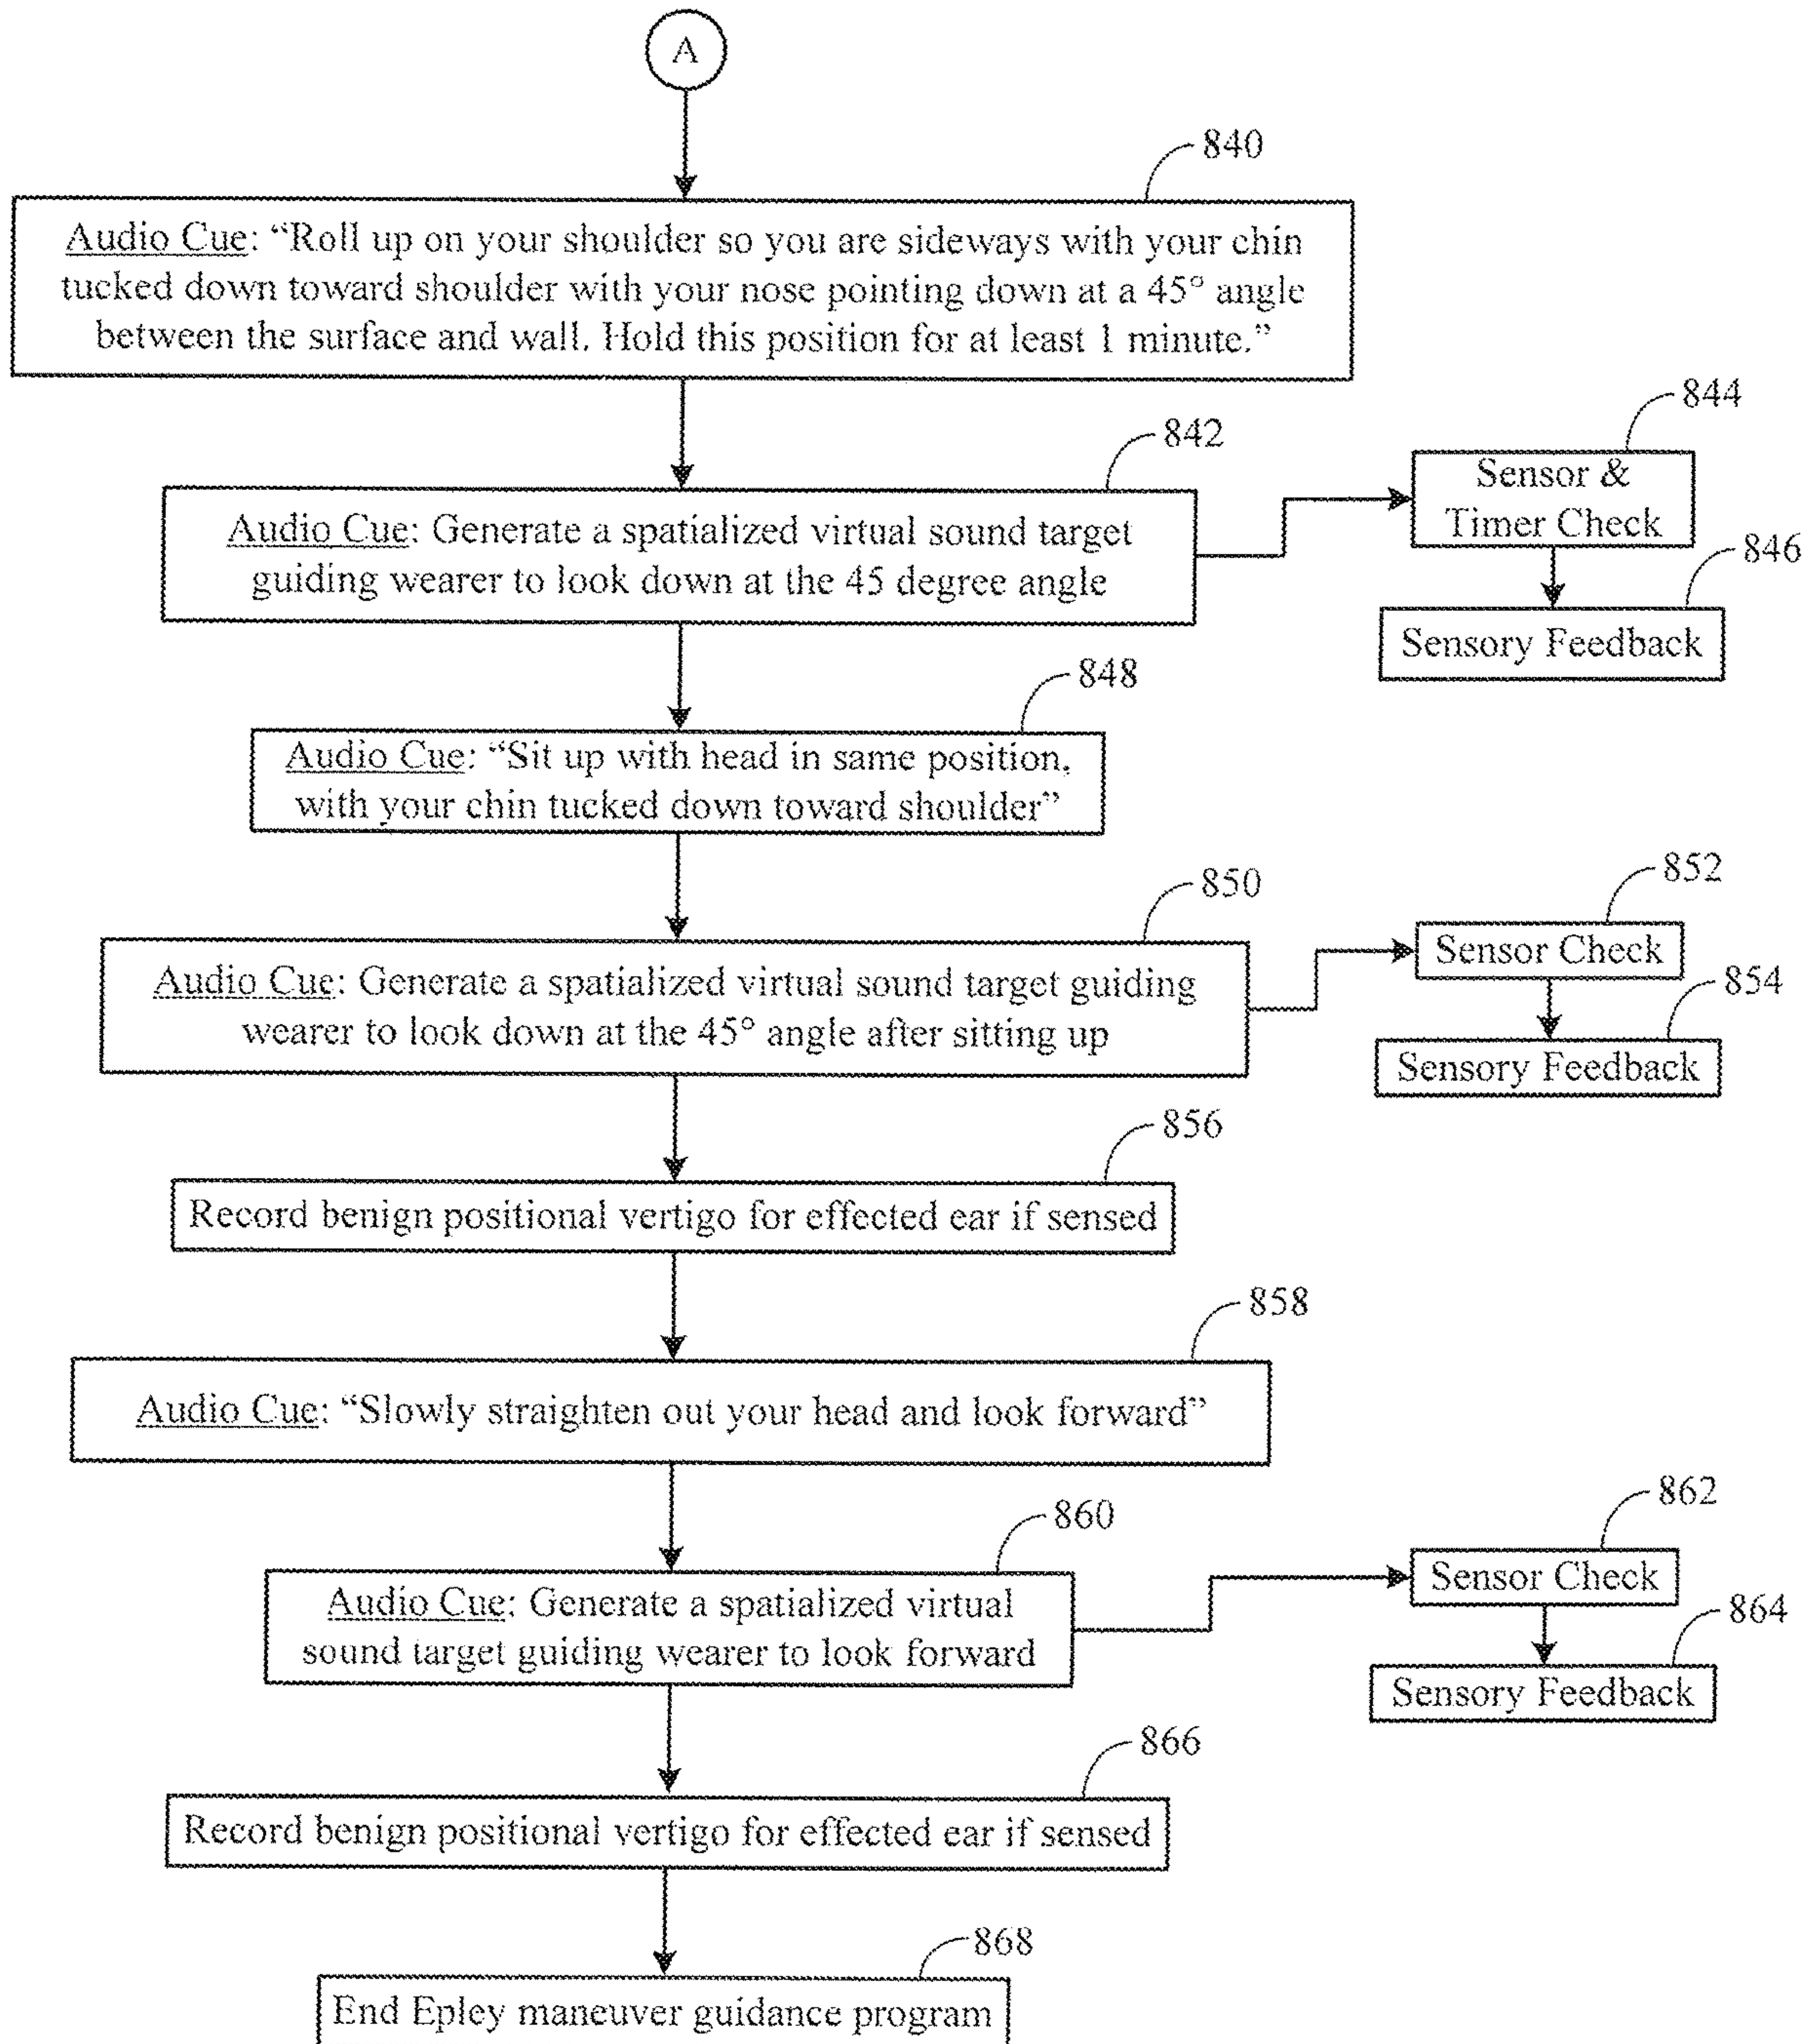 A
840
Audio Cue: “Roll up on your shoulder so you are sideways with your chin
tucked down toward shoulder with your nose pointing down at a 45° angle
between the surface and wall. Hold this position for at least 1 minute.”
842
Audio Cue: Generate a spatialized virtual sound target
guiding wearer to look down at the 45 degree angle
844
Sensor &
Timer Check
846
Sensory Feedback
848
Audio Cue: “Sit up with head in same position,
with your chin tucked down toward shoulder”
850
Audio Cue: Generate a spatialized virtual sound target guiding
wearer to look down at the 45° angle after sitting up
852
Sensor Check
854
Sensory Feedback
856
Record benign positional vertigo for effected ear if sensed
858
Audio Cue: “Slowly straighten out your head and look forward”
860
Audio Cue: Generate a spatialized virtual
sound target guiding wearer to look forward
862
Sensor Check
864
Sensory Feedback
866
Record benign positional vertigo for effected ear if sensed
868
End Epley maneuver guidance program